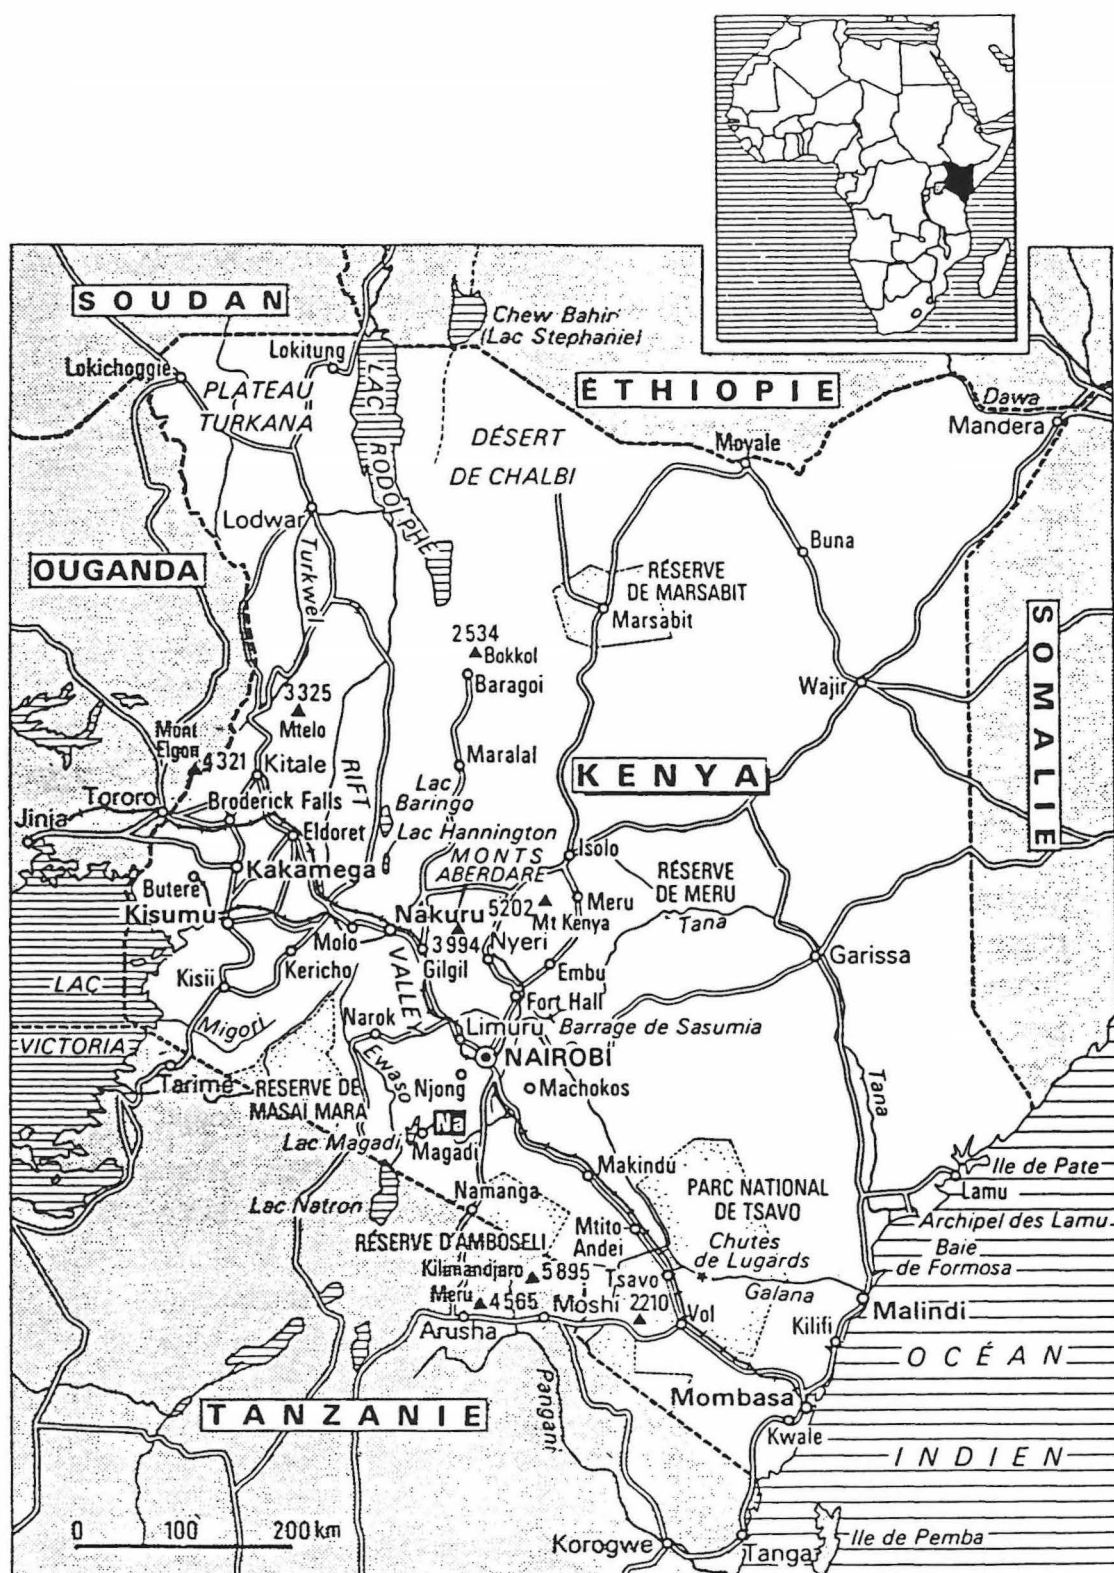 SOUDAN
Chew Bahir
(Lac Stephanie)
Lokitung
Lokichoggie
PLATEAU
TURKANA
LAC RODOLPHE
ÉTHIOPIE
Dawa
Mandera
DÉSERT
DE CHALBI
Moyale
Lodwar
Turkwel
Buna
OUGANDA
RÉSERVE
DE MARSABIT
Marsabit
SOMALIE
2534
Bokkol
Baragoi
Wajir
3325
Mtelo
Mont
Elgon
4321
Kitale
Maralal
KENYA
RIFT
Lac
Baringo
Tororo
Broderick Falls
Jinja
Eldoret
Lac Hannington
MONTS
ABERDARE
Isolo
Kakamega
RÉSERVE
DE MERU
Butere
Meru
Kisumu
Nakuru
5202
Mt Kenya
Tana
Molo
3994
Nyeri
Garissa
Kericho
Gilgil
VALLEY
Embu
LAC
Kisii
Fort Hall
Migori
Narok
Limuru
Barrage de Sasumia
VICTORIA
NAIROBI
Tarime
Ewaso
Njong
Machokos
Tana
RÉSERVE DE
MASAÏ MARA
Na
Lac Magadi
Magadi
Makindu
Ile de Pate
Lamu
PARC NATIONAL
DE TSAVO
Lac Natron
Namanga
Archipel des Lamu
Mtito
Andei
RÉSERVE D'AMBOSELI
Chutes
de Lugards
Baie
de Formosa
Kilimandjaro
5895
Tsavo
Galana
Meru
4565
Moshi
2210
Malindi
Arusha
Vol
Kilifi
OCÉAN
Mombasa
TANZANIE
Pangani
Kwale
INDIEN
0 100 200 km
Korogwe
Tanga
Ile de Pemba